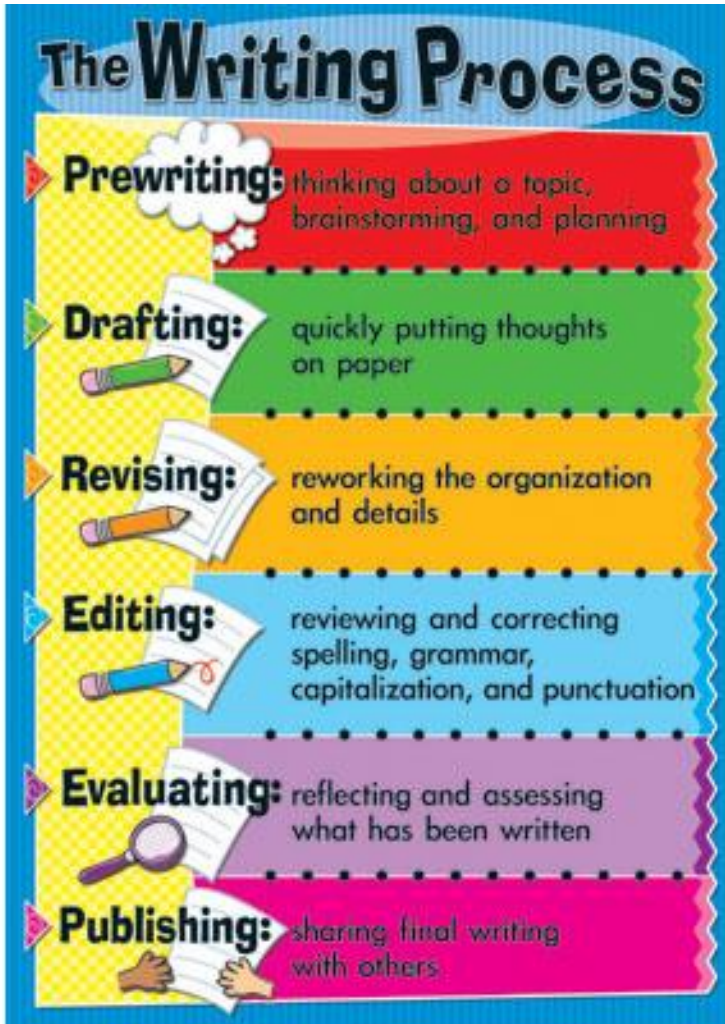 The Writing Process
Prewriting: thinking about a topic,
brainstorming, and planning
Drafting: quickly putting thoughts
on paper
Revising: reworking the organization
and details
Editing: reviewing and correcting
spelling, grammar,
capitalization, and punctuation
Evaluating: reflecting and assessing
what has been written
Publishing: sharing final writing
with others